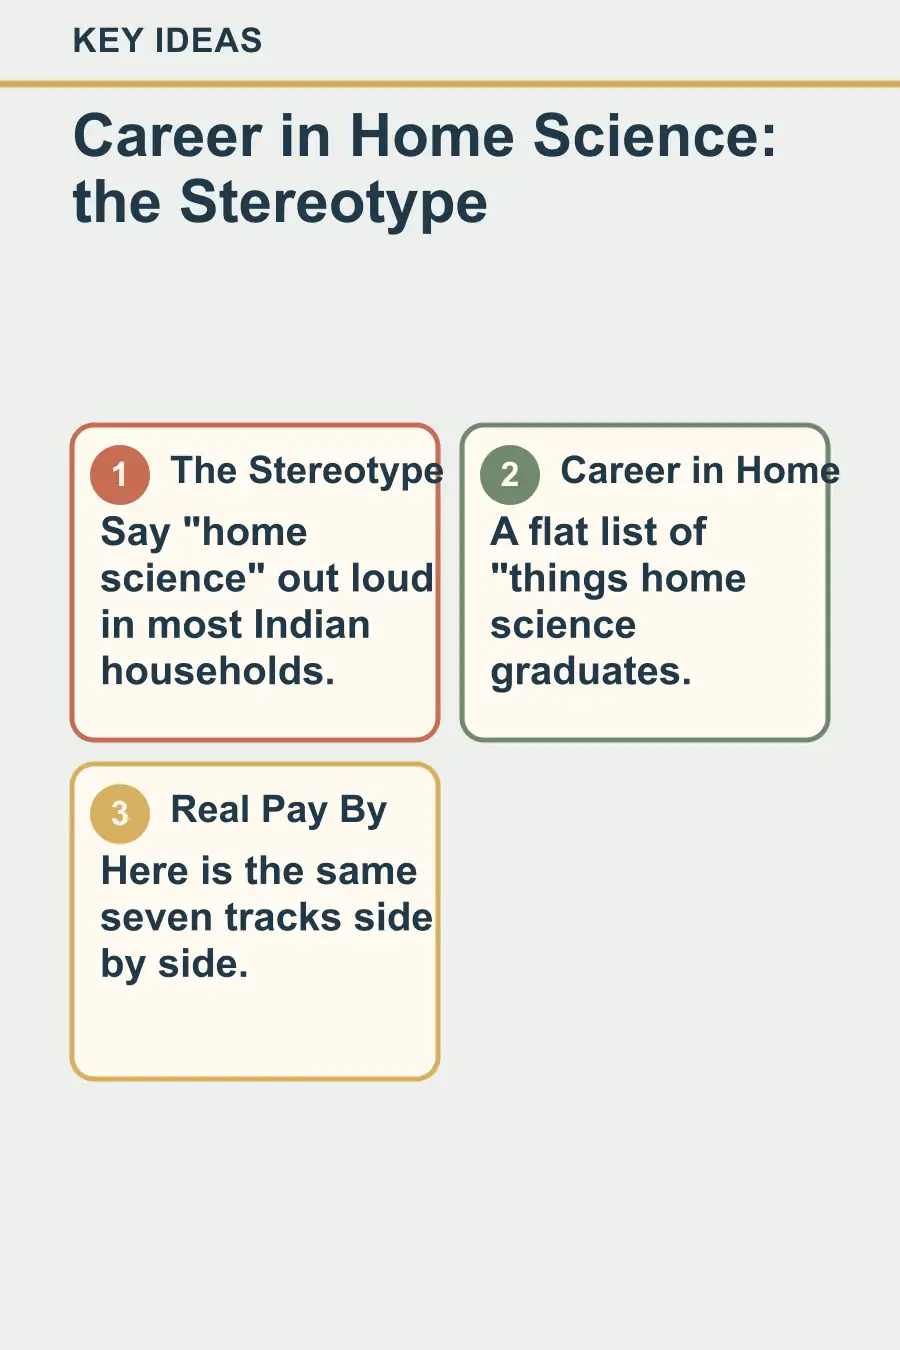 KEY IDEAS
Career in Home Science:
the Stereotype
1 The Stereotype
Say "home
science" out loud
in most Indian
households.
2 Career in Home
A flat list of
"things home
science
graduates.
3 Real Pay By
Here is the same
seven tracks side
by side.